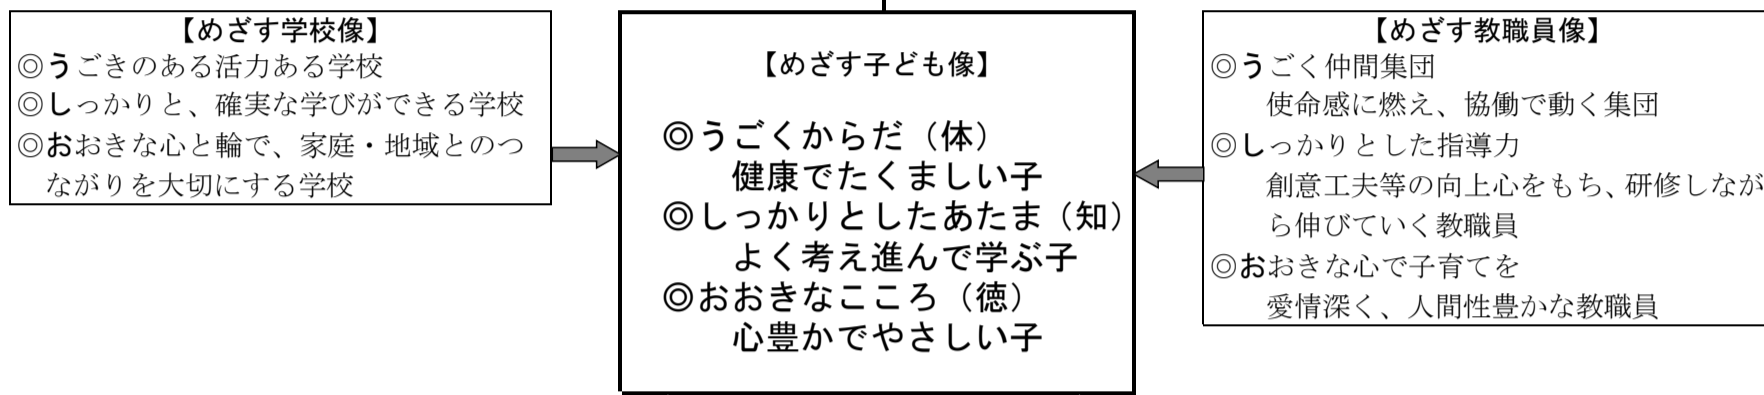 【めざす学校像】
◎うごきのある活力ある学校
◎しっかりと、確実な学びができる学校
◎おおきな心と輪で、家庭・地域とのつ
ながりを大切にする学校
【めざす子ども像】
◎うごくからだ（体）
健康でたくましい子
◎しっかりとしたあたま（知）
よく考え進んで学ぶ子
◎おおきなこころ（徳）
心豊かでやさしい子
【めざす教職員像】
◎うごく仲間集団
使命感に燃え、協働で動く集団
◎しっかりとした指導力
創意工夫等の向上心をもち、研修しなが
ら伸びていく教職員
◎おおきな心で子育てを
愛情深く、人間性豊かな教職員